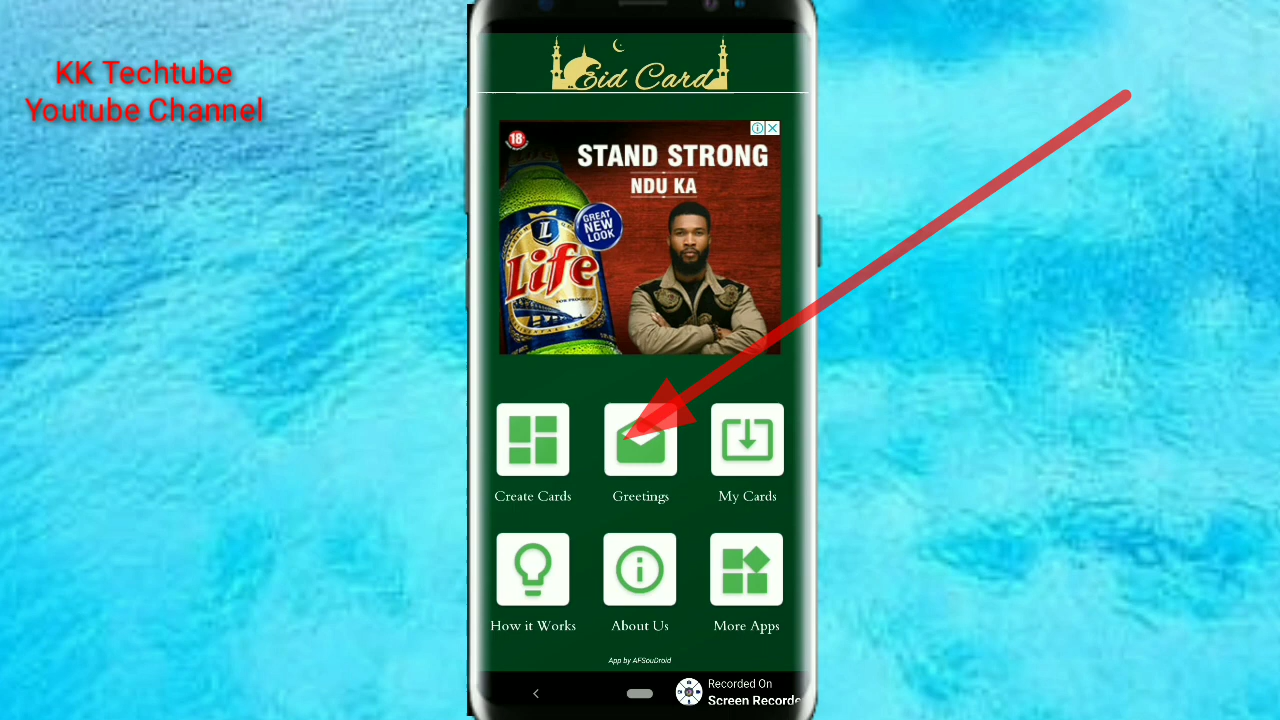 KK Techtube
Youtube Channel
Eid Card
18+
STAND STRONG
NDU KA
GREAT
NEW
LOOK
L
Life
Create Cards
Greetings
My Cards
How it Works
About Us
More Apps
App by AFSouDroid
Recorded On
Screen Recorde